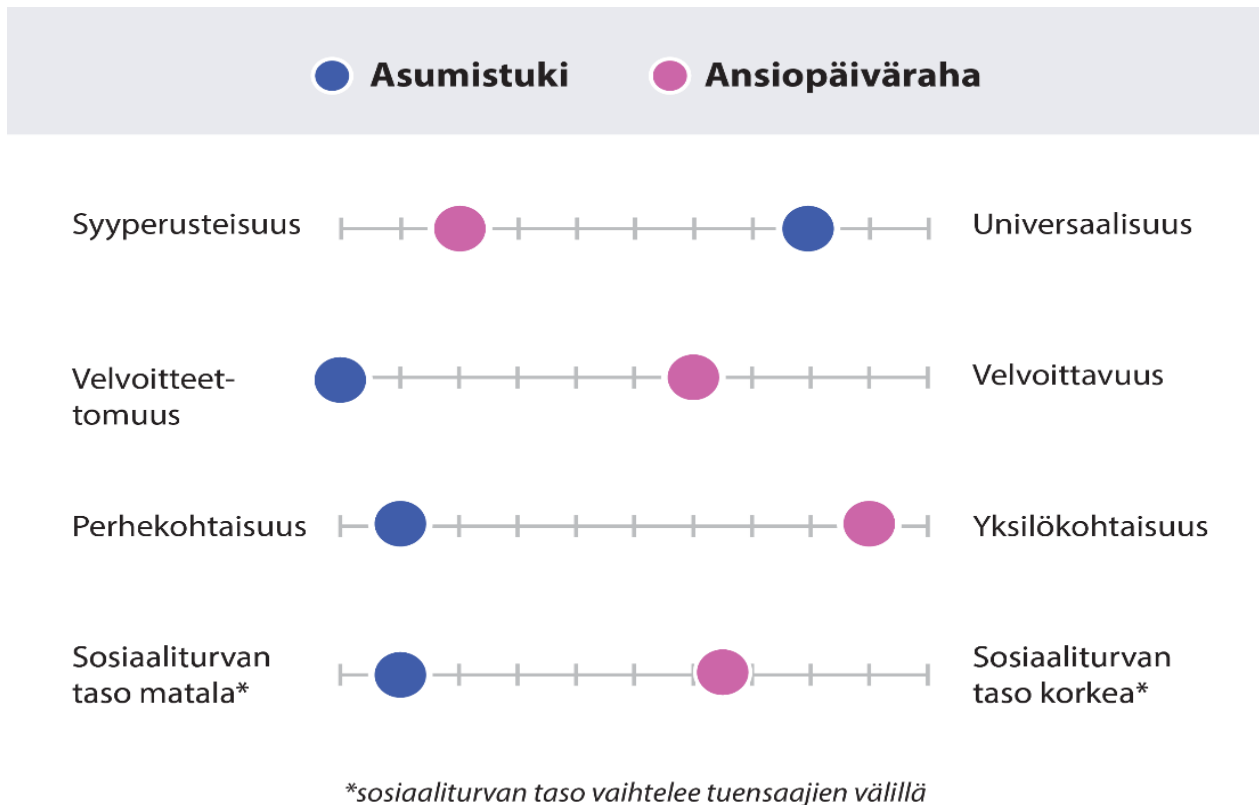 Asumistuki Ansiopäiväraha
Syyperusteisuus Universaalisuus
Velvoitteet-
tomuus
Velvoittavuus
Perhekohtaisuus Yksilökohtaisuus
Sosiaaliturvan
taso matala*
Sosiaaliturvan
taso korkea*
*sosiaaliturvan taso vaihtelee tuensaajien välillä